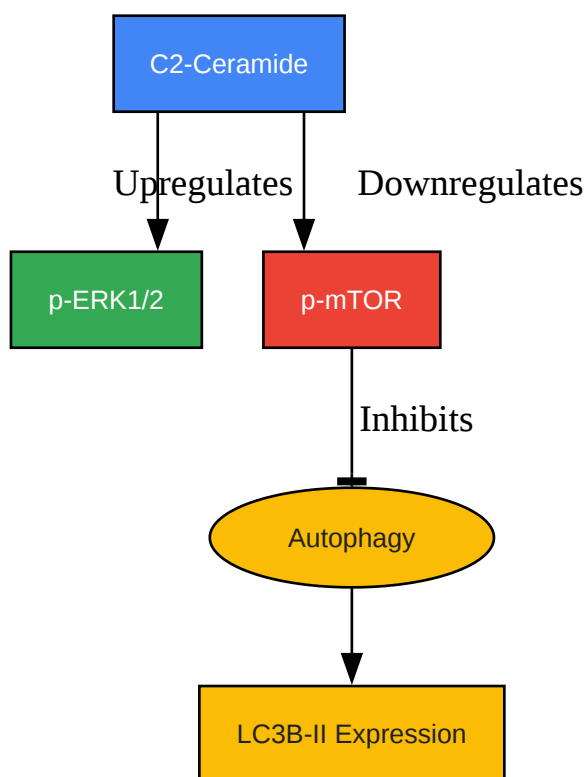 C2-Ceramide
Upregulates
Downregulates
p-ERK1/2
p-mTOR
Inhibits
Autophagy
LC3B-II Expression